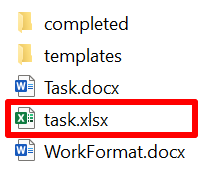 completed
templates
Task.docx
task.xlsx
WorkFormat.docx